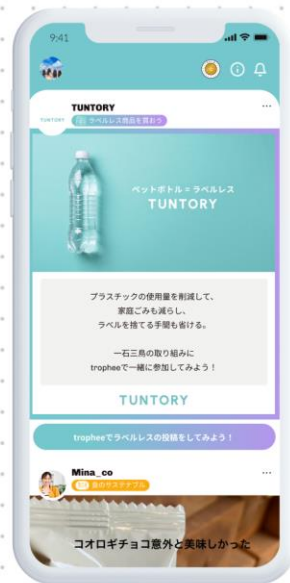 9:41
TUNTORY
TUNTORY
ラベルレス商品を買おう
ペットボトル＝ラベルレス
TUNTORY
プラスチックの使用量を削減して、
家庭ごみも減らし、
ラベルを捨てる手間も省ける。
一石三鳥の取り組みに
tropheeで一緒に参加してみよう！
TUNTORY
tropheeでラベルレスの投稿をしてみよう！
Mina_co
食のサステナブル
コオロギチョコ意外と美味しかった